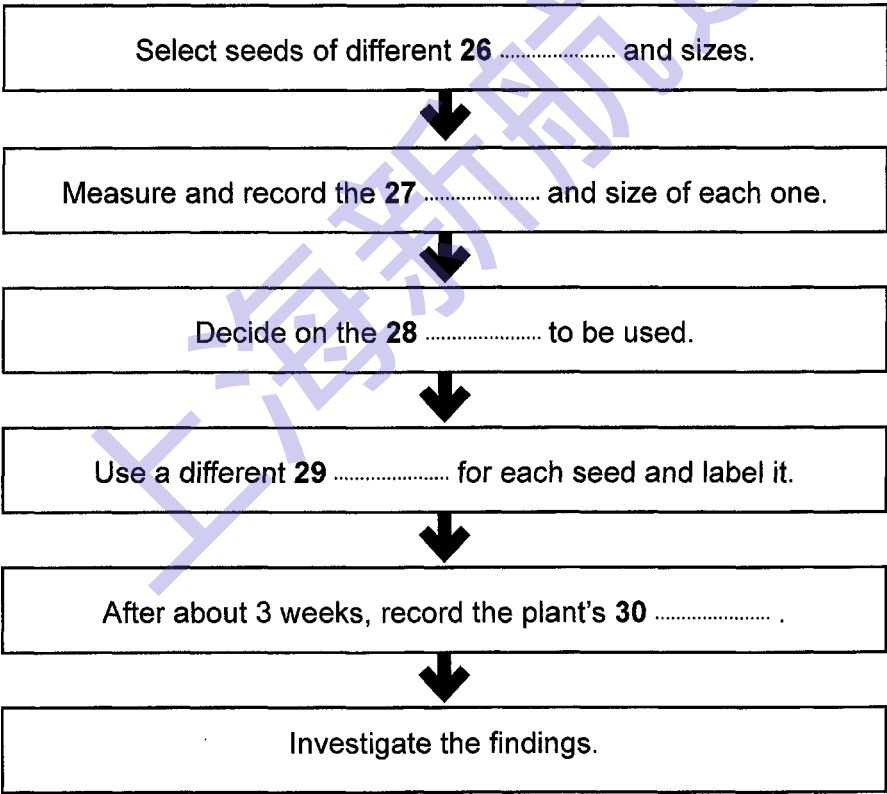 Select seeds of different 26 ...................... and sizes.
Measure and record the 27 ...................... and size of each one.
Decide on the 28 ...................... to be used.
Use a different 29 ...................... for each seed and label it.
After about 3 weeks, record the plant's 30 ...................... .
Investigate the findings.
上海新航道